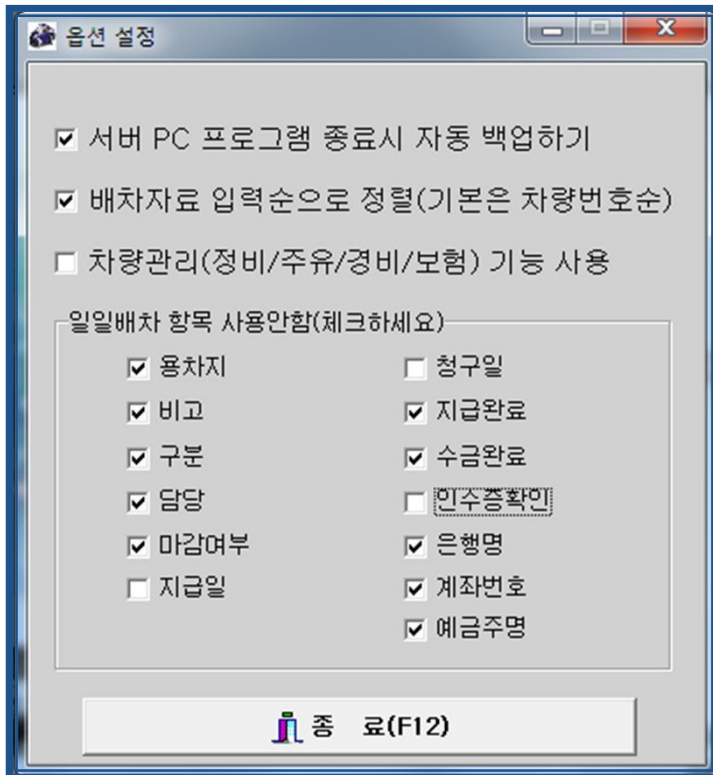 옵션 설정
서버 PC 프로그램 종료시 자동 백업하기
배차자료 입력순으로 정렬(기본은 차량번호순)
차량관리(정비/주유/경비/보험) 기능 사용
일일배차 항목 사용안함(체크하세요)
용차지
비고
구분
담당
마감여부
지급일
청구일
지급완료
수금완료
인수증확인
은행명
계좌번호
예금주명
종 료(F12)